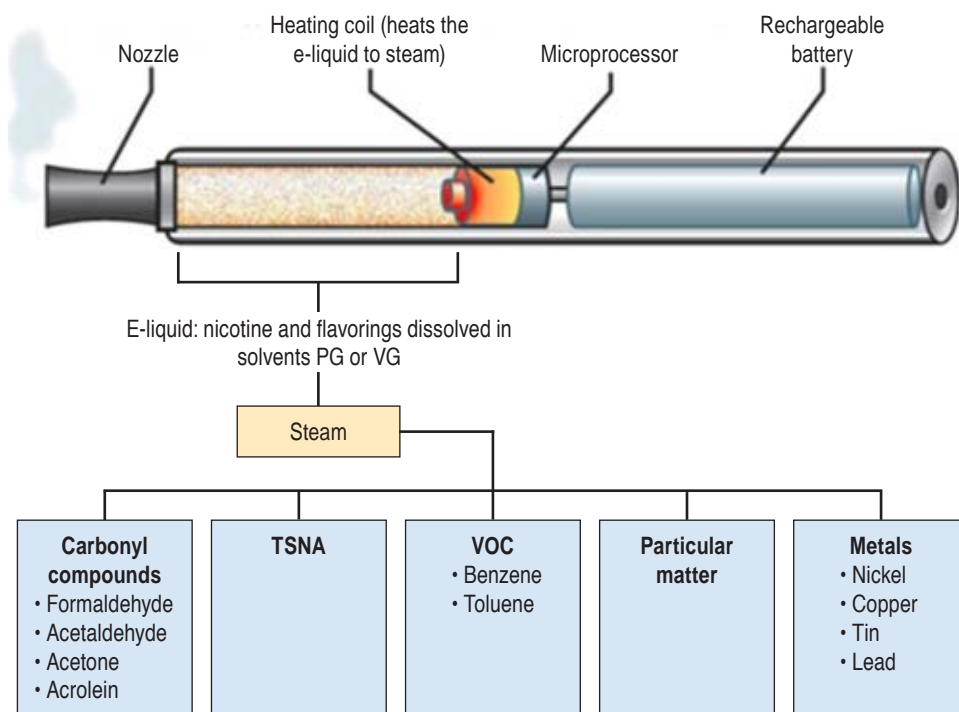 Nozzle
Heating coil (heats the
e-liquid to steam)
Microprocessor
Rechargeable
battery
E-liquid: nicotine and flavorings dissolved in
solvents PG or VG
Steam
Carbonyl
compounds
• Formaldehyde
• Acetaldehyde
• Acetone
• Acrolein
TSNA
VOC
• Benzene
• Toluene
Particular
matter
Metals
• Nickel
• Copper
• Tin
• Lead